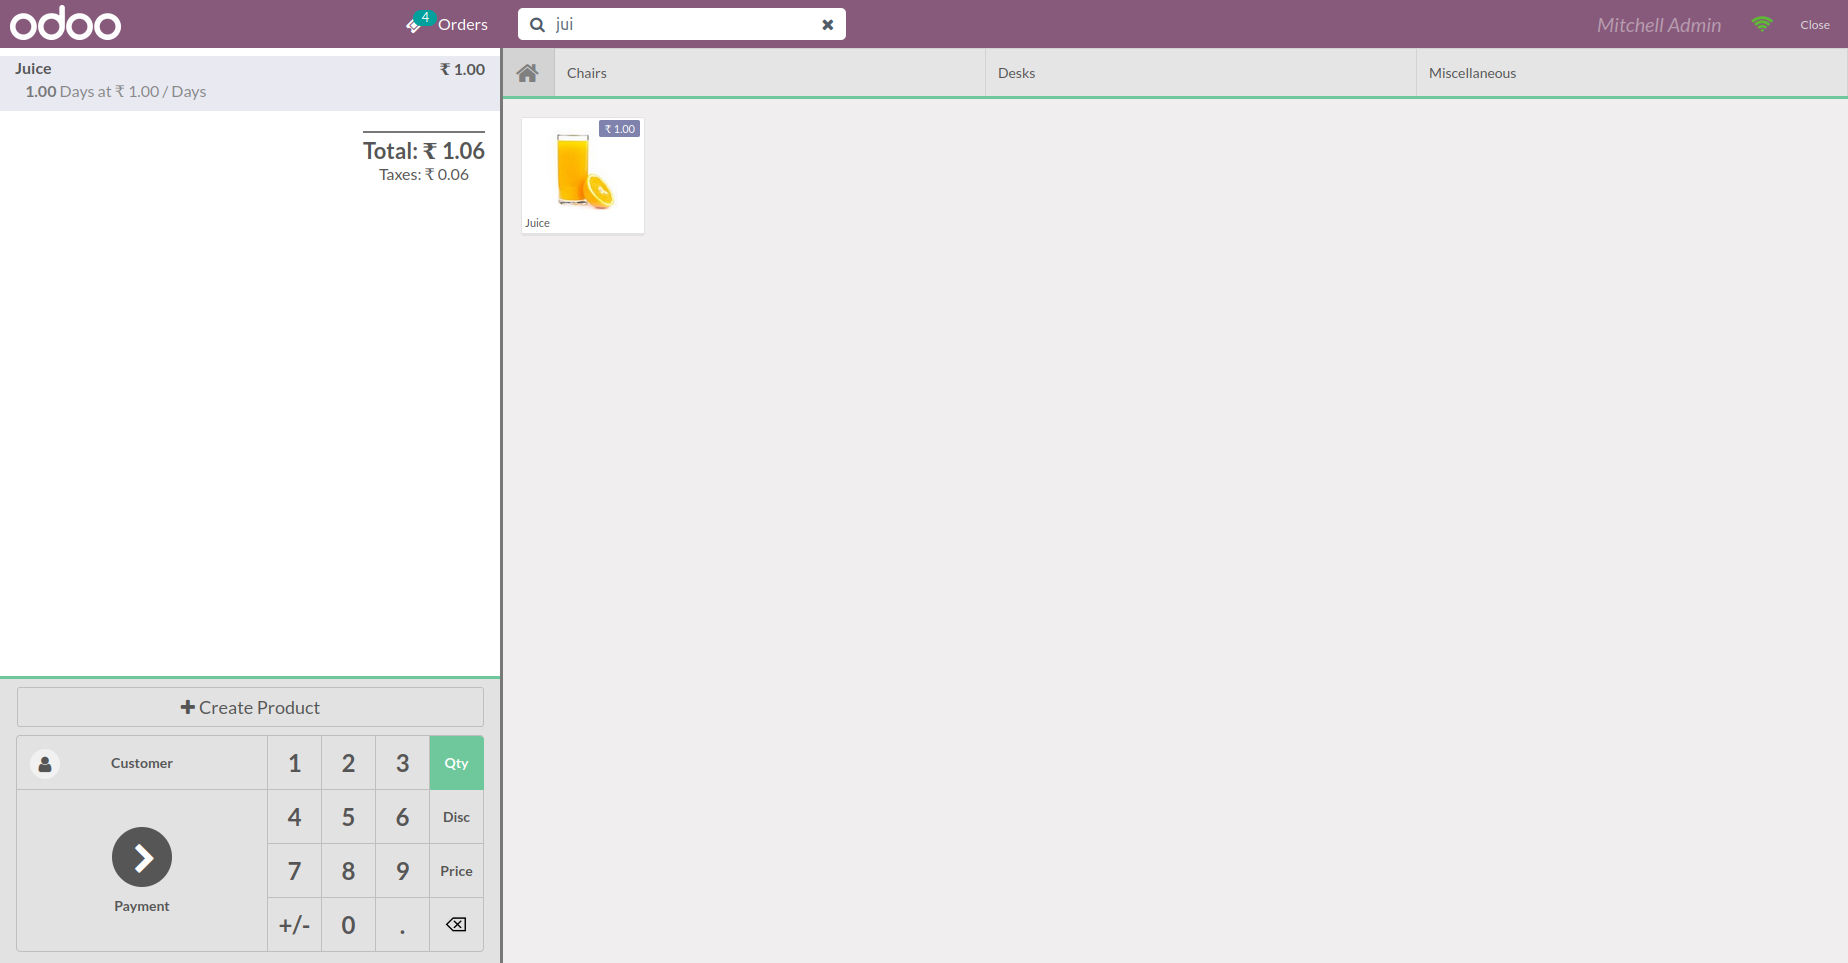 odoo
4
Orders
jui
Mitchell Admin
Close
Juice ₹ 1.00
1.00 Days at ₹ 1.00 / Days
Total: ₹ 1.06
Taxes: ₹ 0.06
Chairs
Desks
Miscellaneous
₹ 1.00
Juice
Create Product
Customer
Payment
1 2 3 Qty
4 5 6 Disc
7 8 9 Price
+/- 0 .